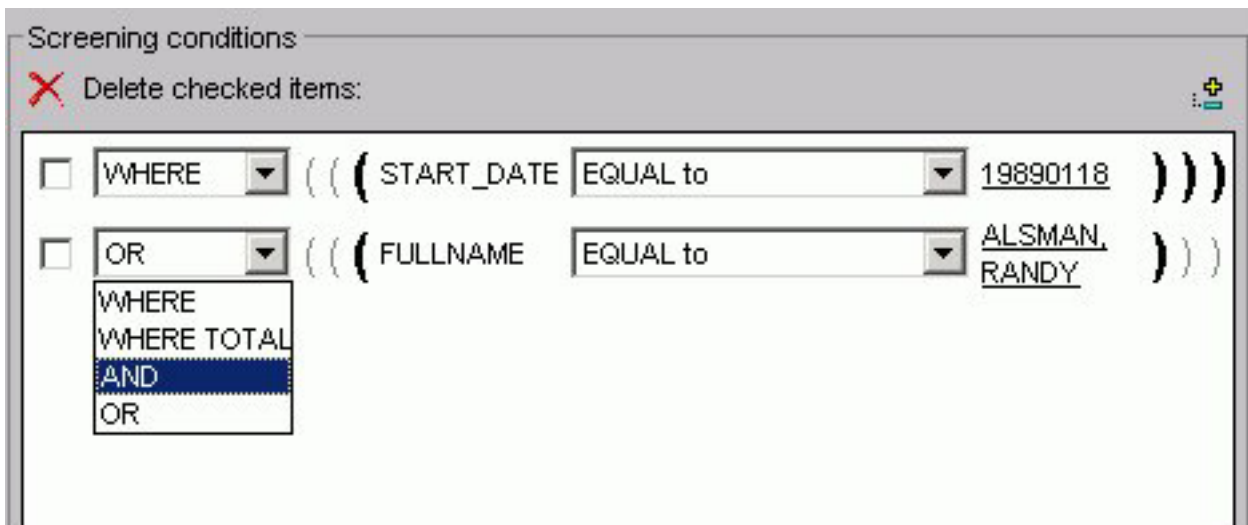 Screening conditions
Delete checked items:
WHERE ( ( ( START_DATE EQUAL to 19890118 ) ) )
OR ( ( ( FULLNAME EQUAL to ALSMAN, RANDY ) ) )
WHERE
WHERE TOTAL
AND
OR